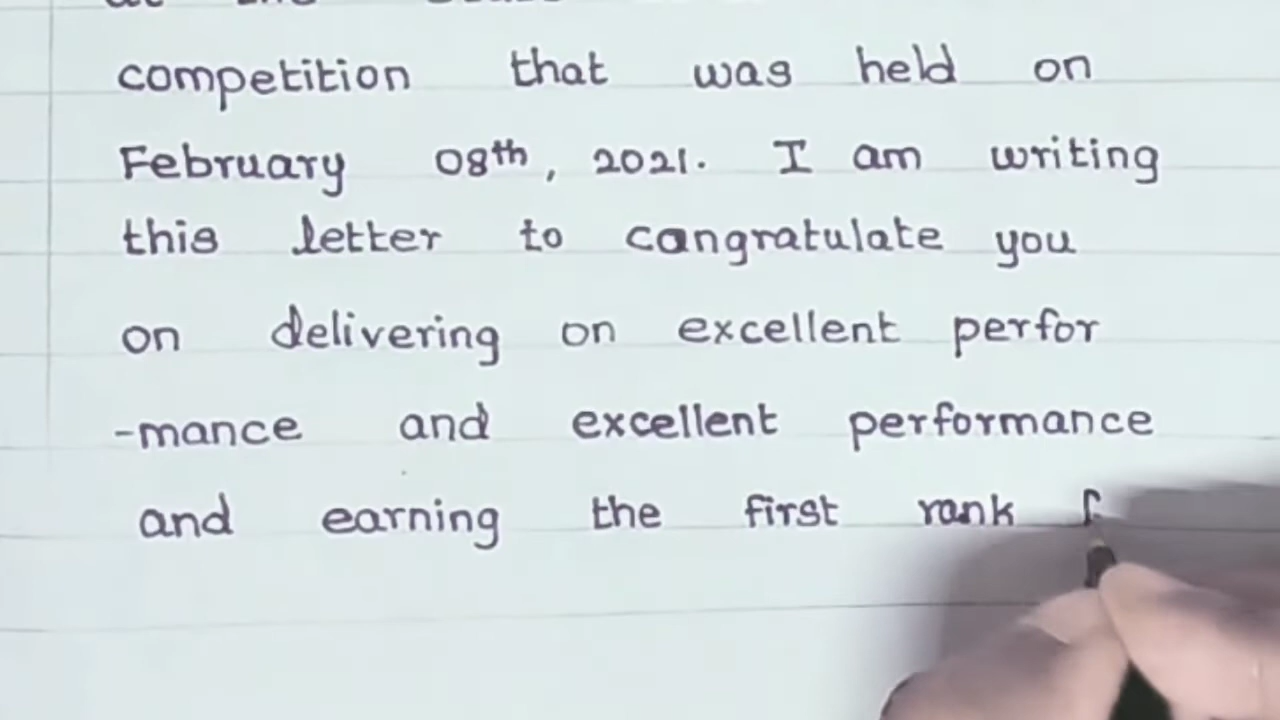 competition that was held on
February 08th, 2021. I am writing
this letter to cangratulate you
on delivering on excellent perfor
-mance and excellent performance
and earning the first rank